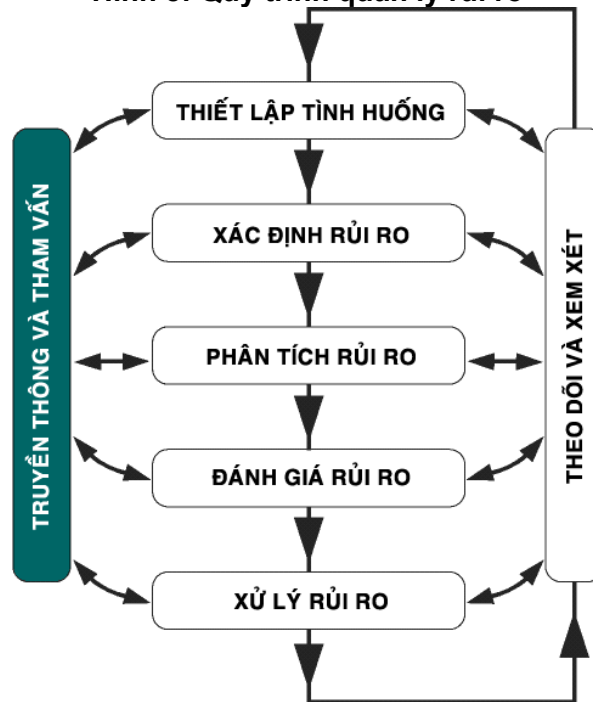 THIẾT LẬP TÌNH HUỐNG
XÁC ĐỊNH RỦI RO
PHÂN TÍCH RỦI RO
ĐÁNH GIÁ RỦI RO
XỬ LÝ RỦI RO
TRUYỀN THÔNG VÀ THAM VẤN
THEO DÕI VÀ XEM XÉT